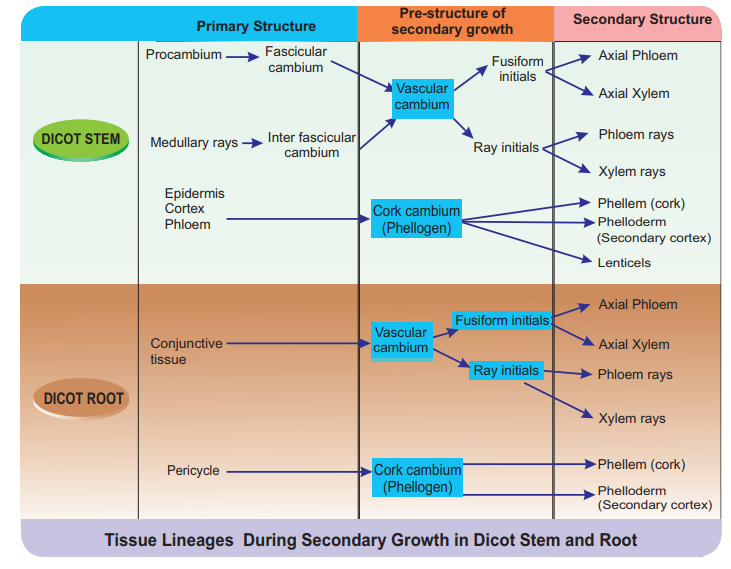 Primary Structure
Pre-structure of
secondary growth
Secondary Structure
DICOT STEM
Procambium
Fascicular
cambium
Vascular
cambium
Fusiform
initials
Axial Phloem
Axial Xylem
Medullary rays
Inter fascicular
cambium
Ray initials
Phloem rays
Xylem rays
Epidermis
Cortex
Phloem
Cork cambium
(Phellogen)
Phellem (cork)
Phelloderm
(Secondary cortex)
Lenticels
DICOT ROOT
Conjunctive
tissue
Vascular
cambium
Fusiform initials
Axial Phloem
Axial Xylem
Ray initials
Phloem rays
Xylem rays
Pericycle
Cork cambium
(Phellogen)
Phellem (cork)
Phelloderm
(Secondary cortex)
Tissue Lineages During Secondary Growth in Dicot Stem and Root